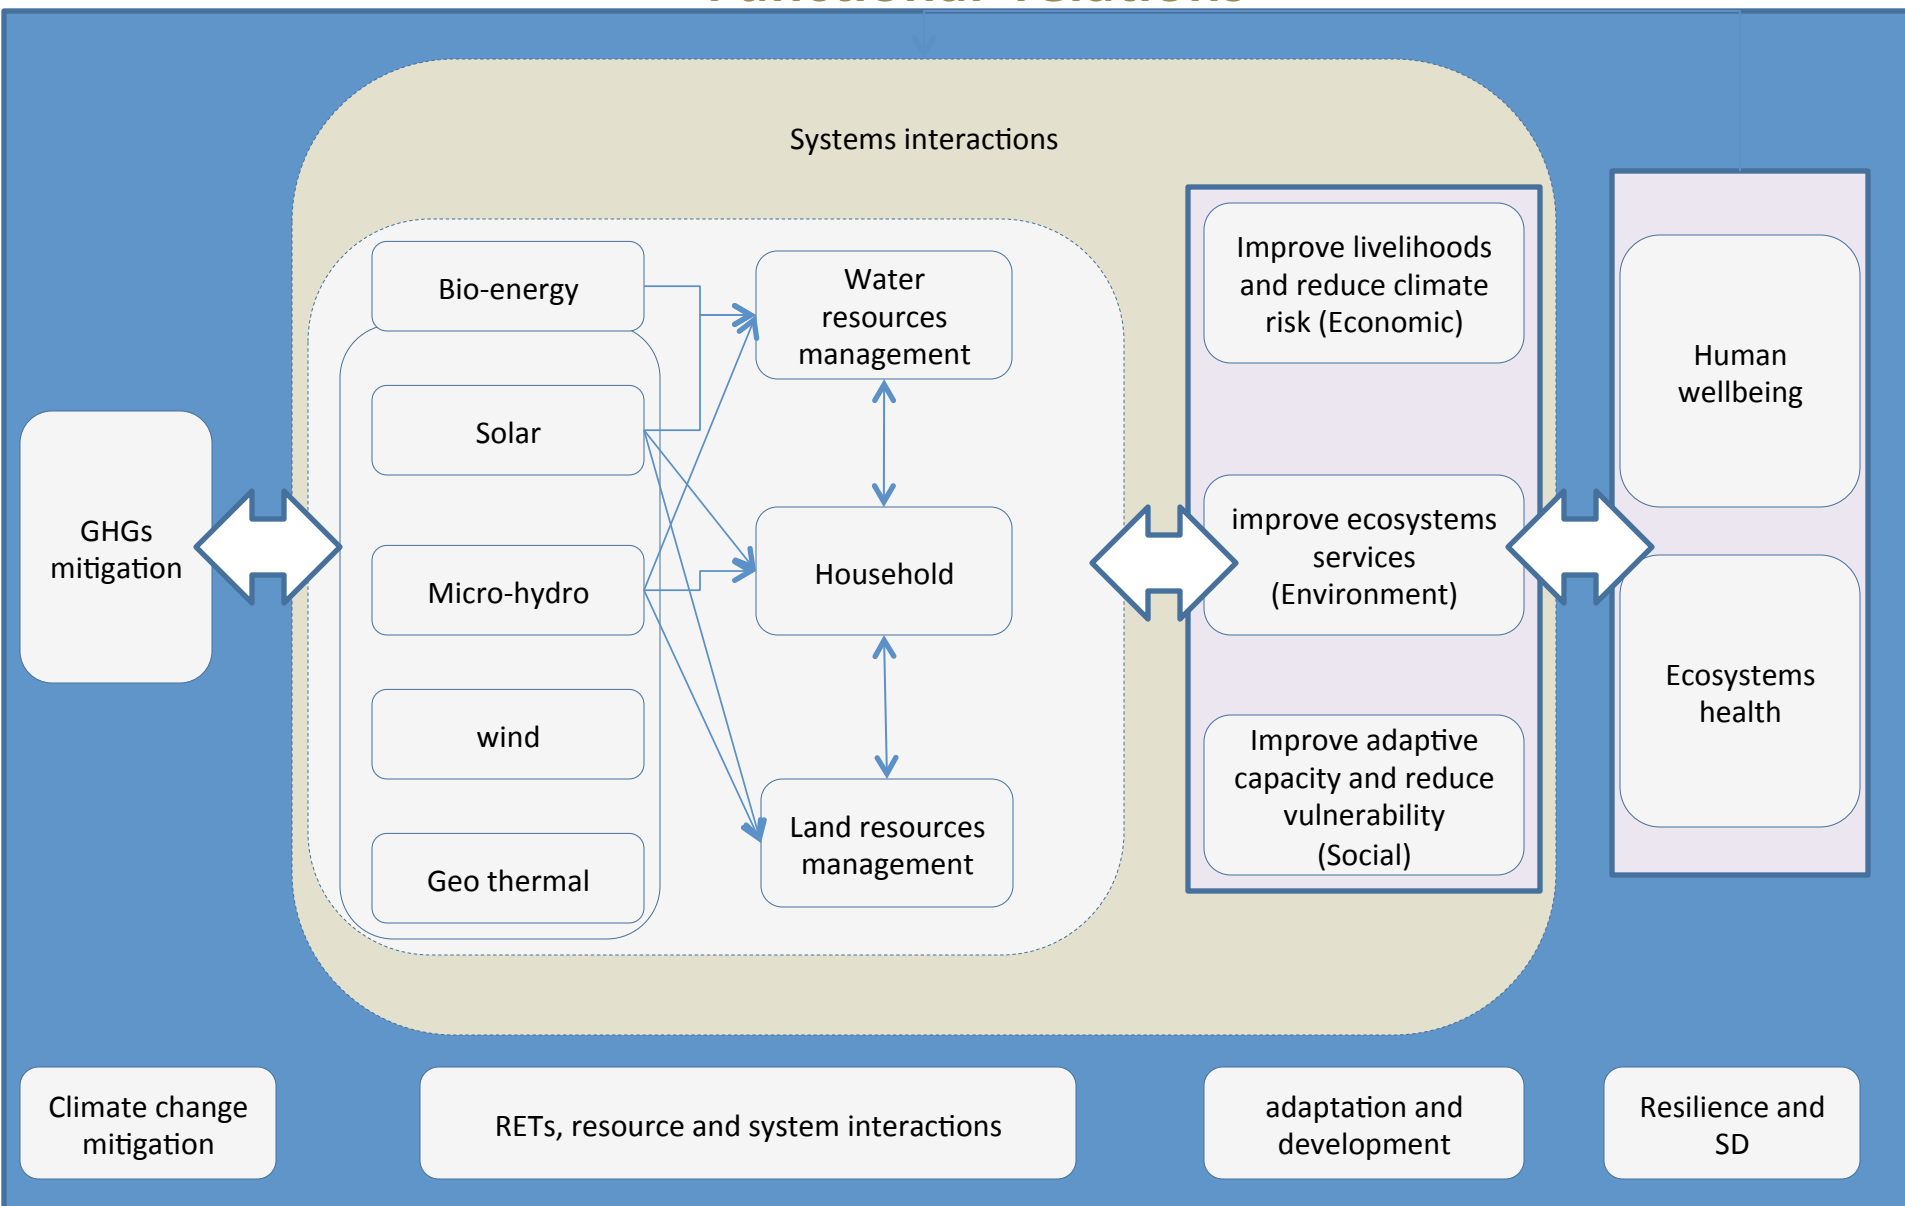 Systems interactions
Bio-energy
Solar
Micro-hydro
wind
Geo thermal
Water
resources
management
Household
Land resources
management
GHGs
mitigation
Improve livelihoods
and reduce climate
risk (Economic)
improve ecosystems
services
(Environment)
Improve adaptive
capacity and reduce
vulnerability
(Social)
Human
wellbeing
Ecosystems
health
Climate change
mitigation
RETs, resource and system interactions
adaptation and
development
Resilience and
SD